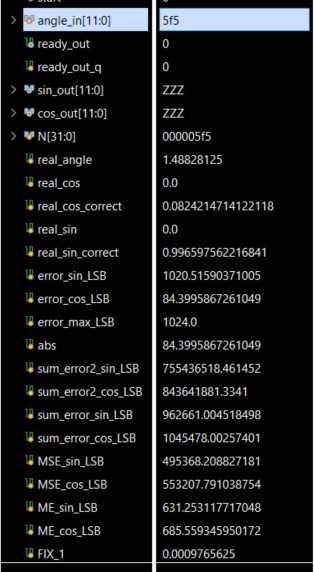 angle_in[11:0] 5f5
ready_out 0
ready_out_q 0
sin_out[11:0] ZZZ
cos_out[11:0] ZZZ
N[31:0] 000005f5
real_angle 1.48828125
real_cos 0.0
real_cos_correct 0.0824214714122118
real_sin 0.0
real_sin_correct 0.996597562216841
error_sin_LSB 1020.51590371005
error_cos_LSB 84.3995867261049
error_max_LSB 1024.0
abs 84.3995867261049
sum_error2_sin_LSB 755436518.461452
sum_error2_cos_LSB 843641881.3341
sum_error_sin_LSB 962661.004518498
sum_error_cos_LSB 1045478.00257401
MSE_sin_LSB 495368.208827181
MSE_cos_LSB 553207.791038754
ME_sin_LSB 631.253117717048
ME_cos_LSB 685.559345950172
FIX_1 0.0009765625